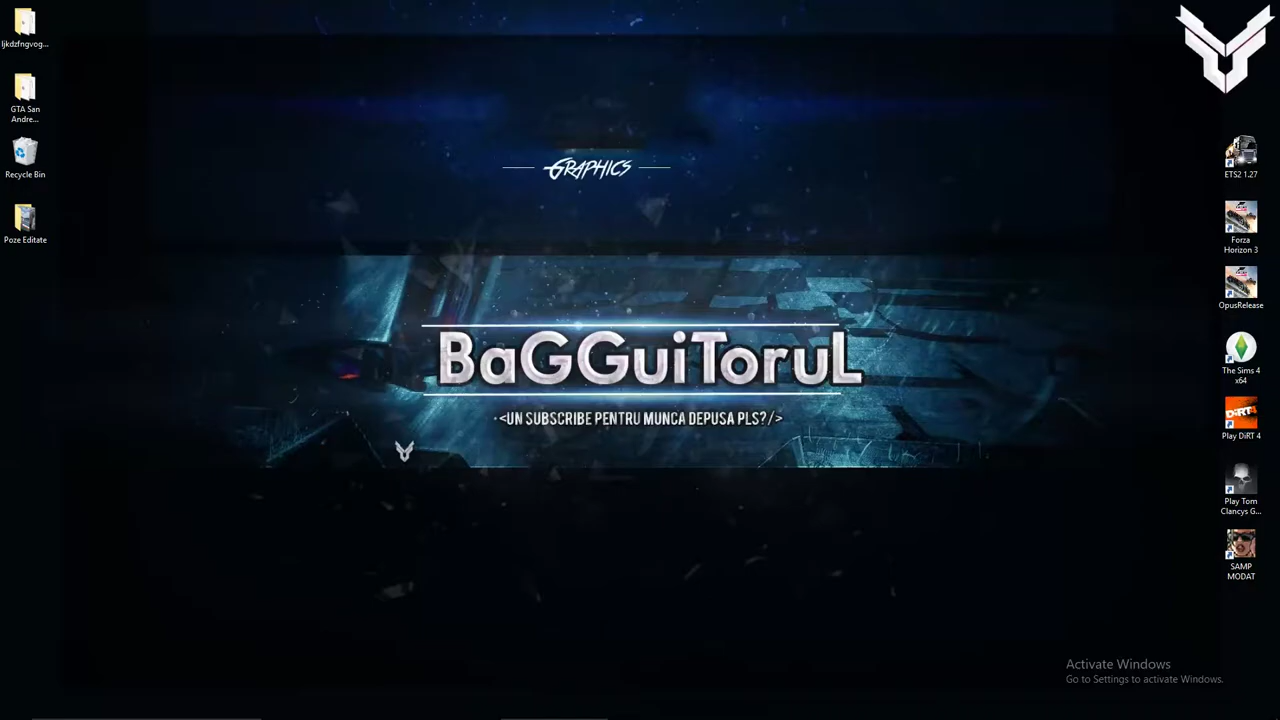 ljkdzfngvog...
GTA San
Andre...
Recycle Bin
Poze Editate
GRAPHICS
BaGGuiToruL
<UN SUBSCRIBE PENTRU MUNCA DEPUSA PLS?/>
ETS2 1.27
Forza
Horizon 3
OpusRelease
The Sims 4
x64
DiRT 4
Play DiRT 4
Play Tom
Clancys G...
SAMP
MODAT
Activate Windows
Go to Settings to activate Windows.